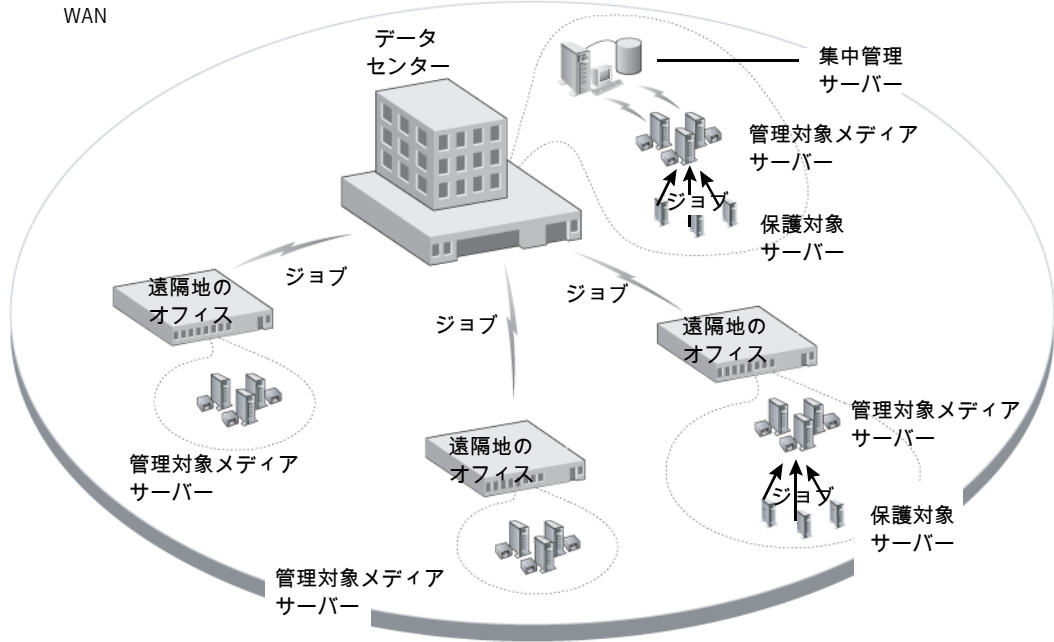 WAN
データ
センター
集中管理
サーバー
管理対象メディア
サーバー
ジョブ
保護対象
サーバー
ジョブ
遠隔地の
オフィス
ジョブ
ジョブ
遠隔地の
オフィス
管理対象メディア
サーバー
遠隔地の
オフィス
管理対象メディア
サーバー
ジョブ
保護対象
サーバー
管理対象メディア
サーバー